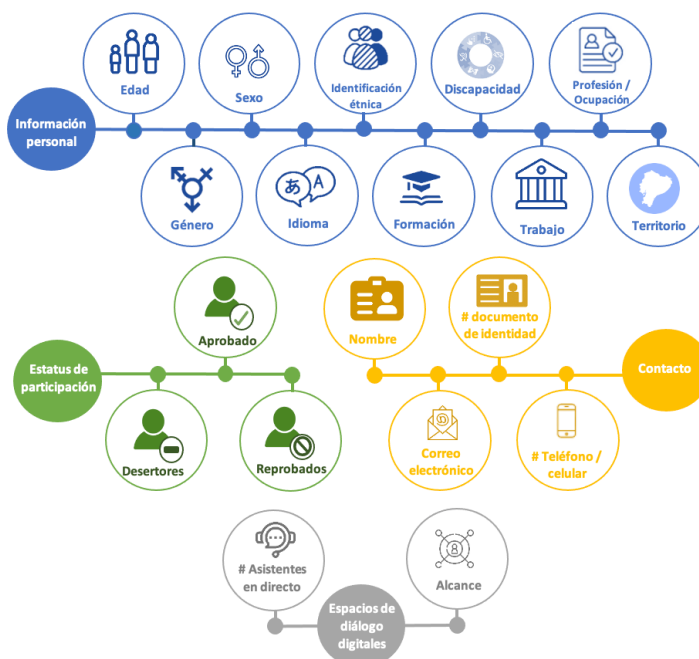 Edad
Sexo
Identificación
étnica
Discapacidad
Profesión /
Ocupación
Información
personal
Género
Idioma
Formación
Trabajo
Territorio
Aprobado
Nombre
# documento
de identidad
Estatus de
participación
Contacto
Desertores
Reprobados
Correo
electrónico
# Teléfono /
celular
# Asistentes
en directo
Alcance
Espacios de
diálogo
digitales